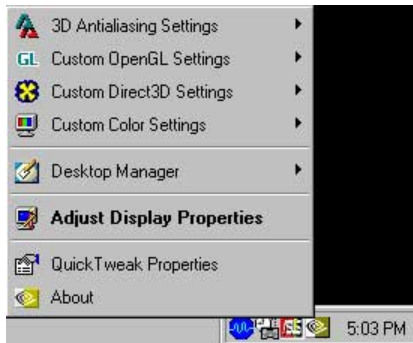 3D Antialiasing Settings
GL Custom OpenGL Settings
Custom Direct3D Settings
Custom Color Settings
Desktop Manager
Adjust Display Properties
QuickTweak Properties
About
5:03 PM